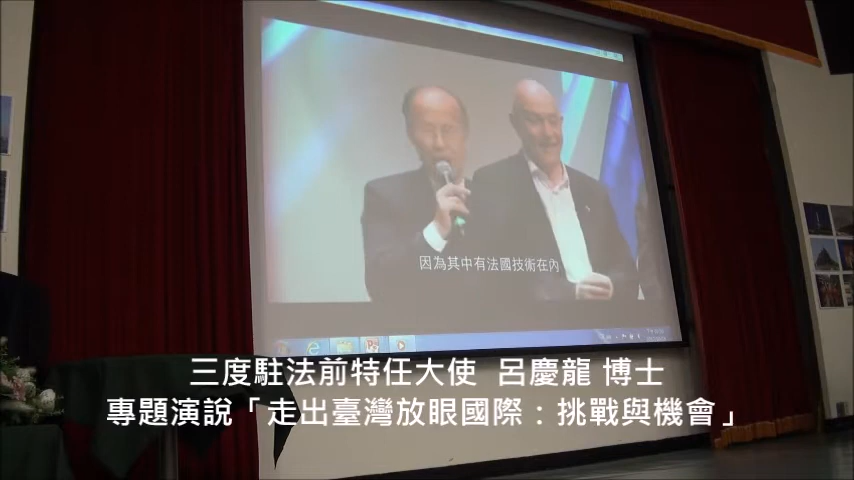 因為其中有法國技術在內
三度駐法前特任大使 呂慶龍 博士
專題演說「走出臺灣放眼國際：挑戰與機會」